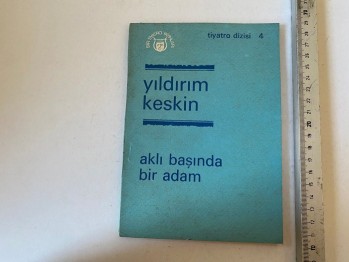 tiyatro dizisi 4
yıldırım
keskin
aklı başında
bir adam